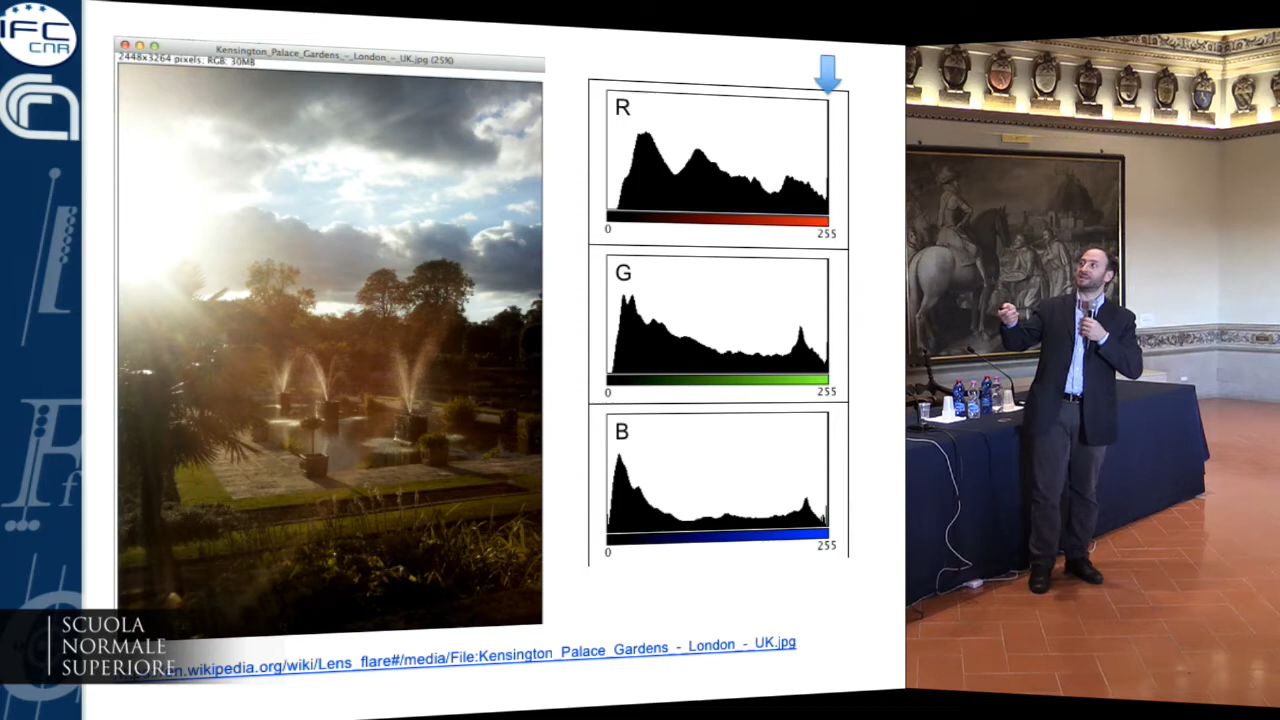 IFC
CNR
Kensington_Palace_Gardens_-_London_-_UK.jpg (25%)
2448x3264 pixels; RGB; 30MB
R
0 255
G
0 255
B
0 255
SCUOLA
NORMALE
SUPERIORE
n.wikipedia.org/wiki/Lens_flare#/media/File:Kensington_Palace_Gardens_-_London_-_UK.jpg